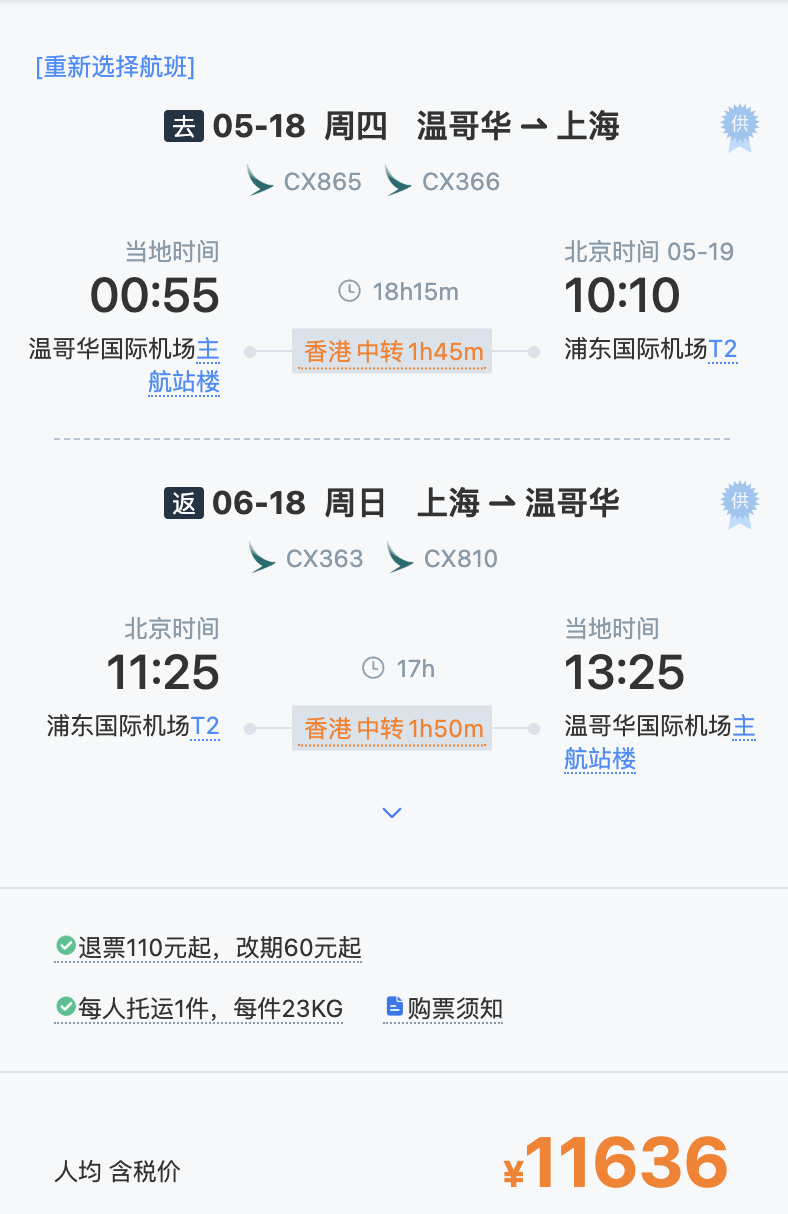 [重新选择航班]
去 05-18 周四 温哥华 ⇀ 上海 供
CX865 CX366
当地时间 北京时间 05-19
00:55 18h15m 10:10
温哥华国际机场主 香港 中转 1h45m 浦东国际机场T2
航站楼
返 06-18 周日 上海 ⇀ 温哥华 供
CX363 CX810
北京时间 当地时间
11:25 17h 13:25
浦东国际机场T2 香港 中转 1h50m 温哥华国际机场主
航站楼
退票110元起，改期60元起
每人托运1件，每件23KG 购票须知
人均 含税价 ¥11636